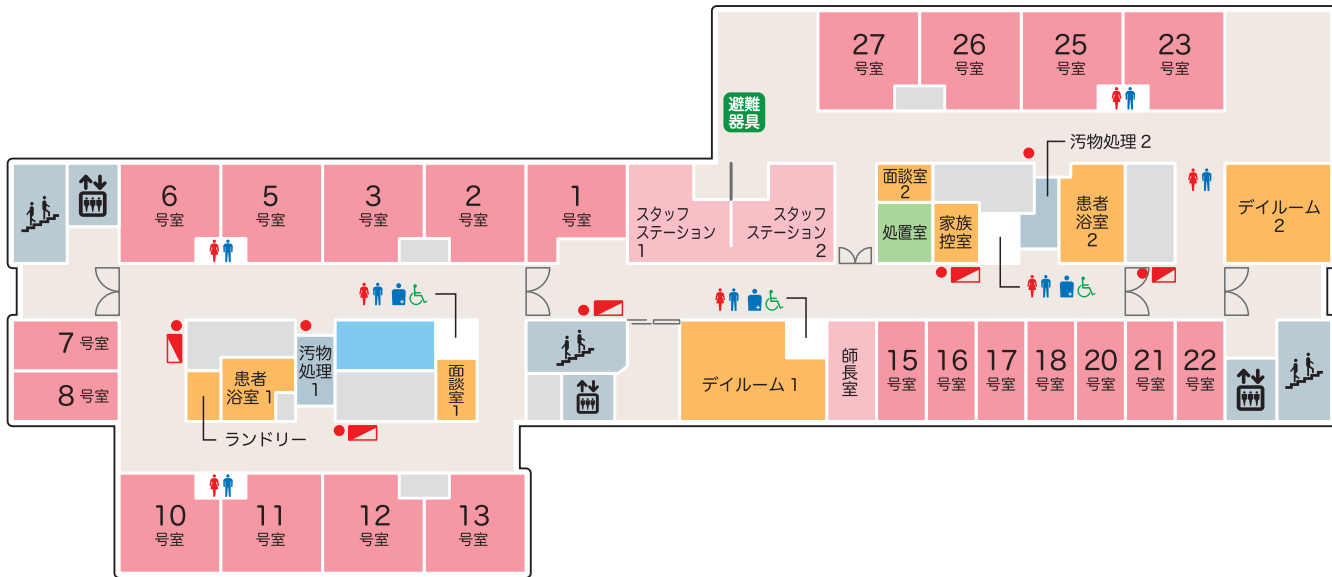 27
号室
26
号室
25
号室
23
号室
避難
器具
汚物処理 2
6
号室
5
号室
3
号室
2
号室
1
号室
スタッフ
ステーション
1
スタッフ
ステーション
2
面談室
2
処置室
家族
控室
患者
浴室
2
デイルーム
2
7 号室
8 号室
汚物
処理
1
患者
浴室 1
面談室1
ランドリー
デイルーム 1
師長室
15
号室
16
号室
17
号室
18
号室
20
号室
21
号室
22
号室
10
号室
11
号室
12
号室
13
号室